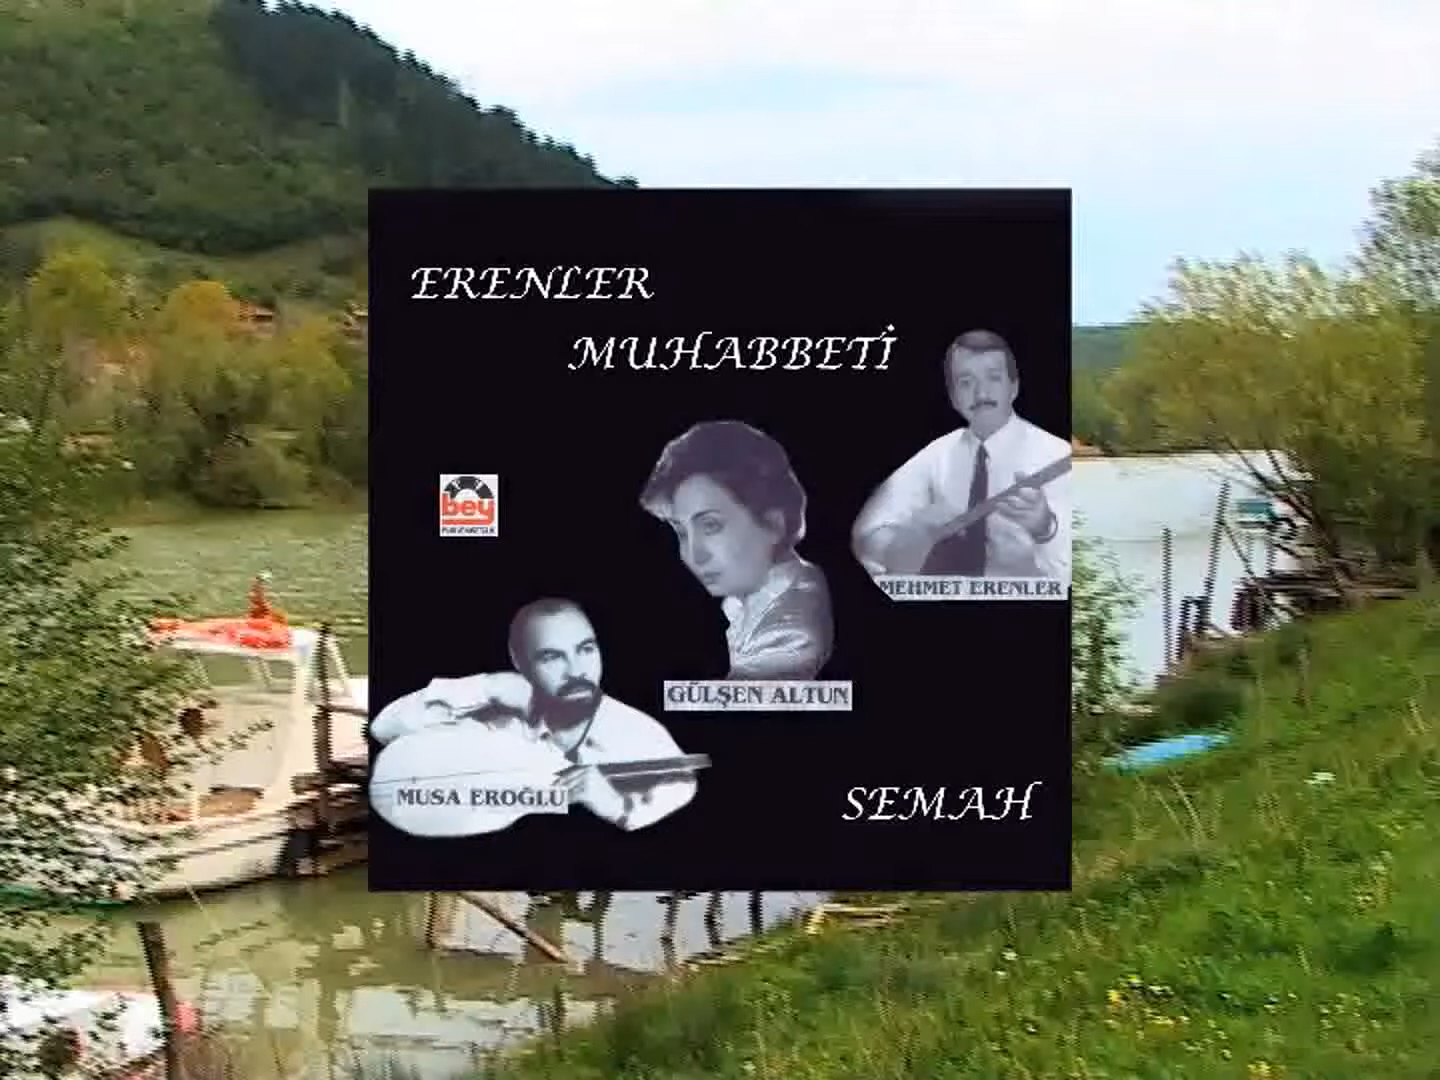 ERENLER
MUHABBETİ
bey
MEHMET ERENLER
GÜLŞEN ALTUN
MUSA EROĞLU
SEMAH